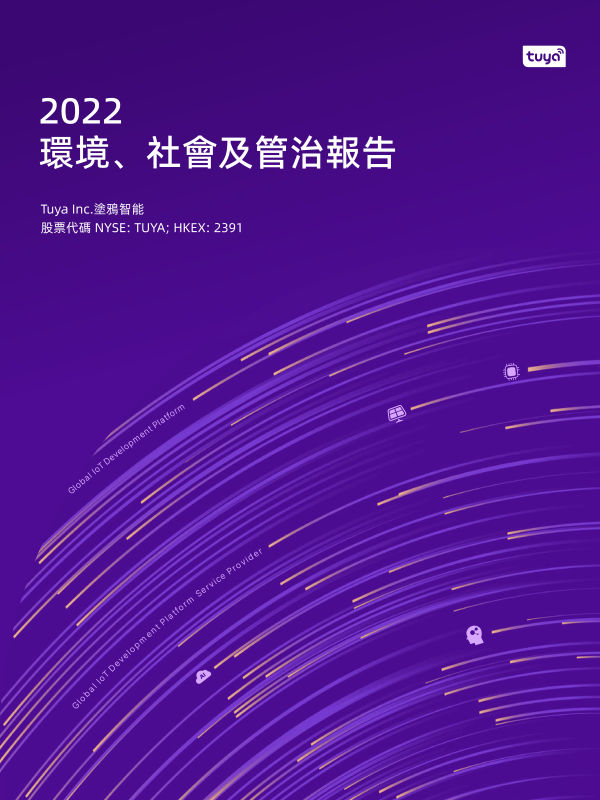 tuya
2022
環境、社會及管治報告
Tuya Inc.塗鴉智能
股票代碼 NYSE: TUYA; HKEX: 2391
Global IoT Development Platform
Global IoT Development Platform Service Provider
AI